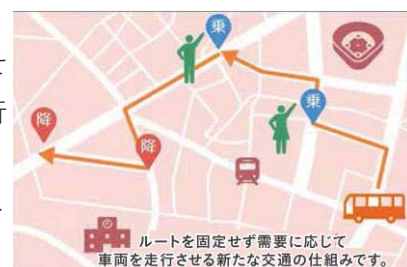 乗
乗
降
降
ルートを固定せず需要に応じて
車両を走行させる新たな交通の仕組みです。